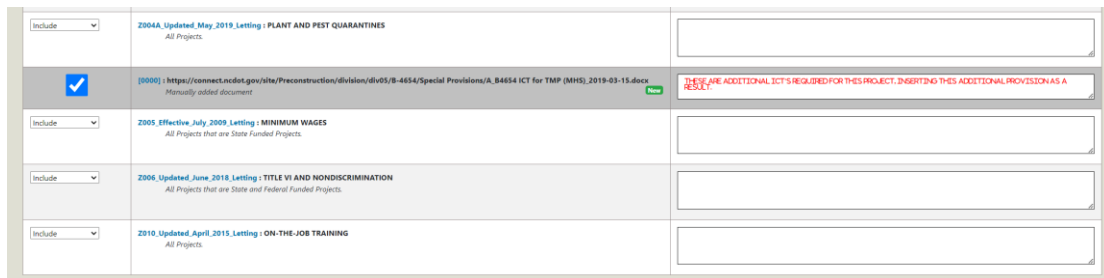 Include
Z004A_Updated_May_2019_Letting : PLANT AND PEST QUARANTINES
All Projects.
[0000] : https://connect.ncdot.gov/site/Preconstruction/division/div05/B-4654/Special Provisions/A_B4654 ICT for TMP (MHS)_2019-03-15.docx
Manually added document
New
THESE ARE ADDITIONAL ICT'S REQUIRED FOR THIS PROJECT. INSERTING THIS ADDITIONAL PROVISION AS A
RESULT.
Include
Z005_Effective_July_2009_Letting : MINIMUM WAGES
All Projects that are State Funded Projects.
Include
Z006_Updated_June_2018_Letting : TITLE VI AND NONDISCRIMINATION
All Projects that are State and Federal Funded Projects.
Include
Z010_Updated_April_2015_Letting : ON-THE-JOB TRAINING
All Projects.